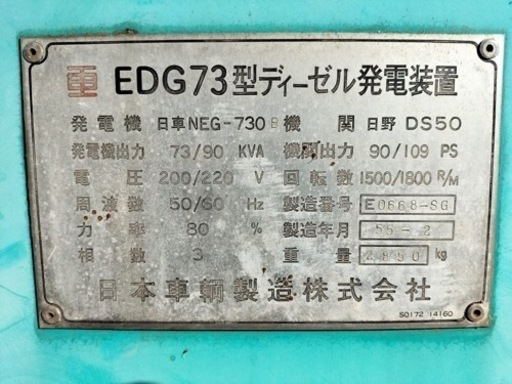 車 EDG73型ディーゼル発電装置
発電機 日車NEG-730B 機関 日野 DS50
発電機出力 73/90 KVA 機関出力 90/109 PS
電圧 200/220 V 回転数 1500/1800 R/M
周波数 50/60 Hz 製造番号 E0668-SG
力率 80 % 製造年月 55-2
相数 3 重量 2850 kg
日本車輌製造株式会社
S0172 14160